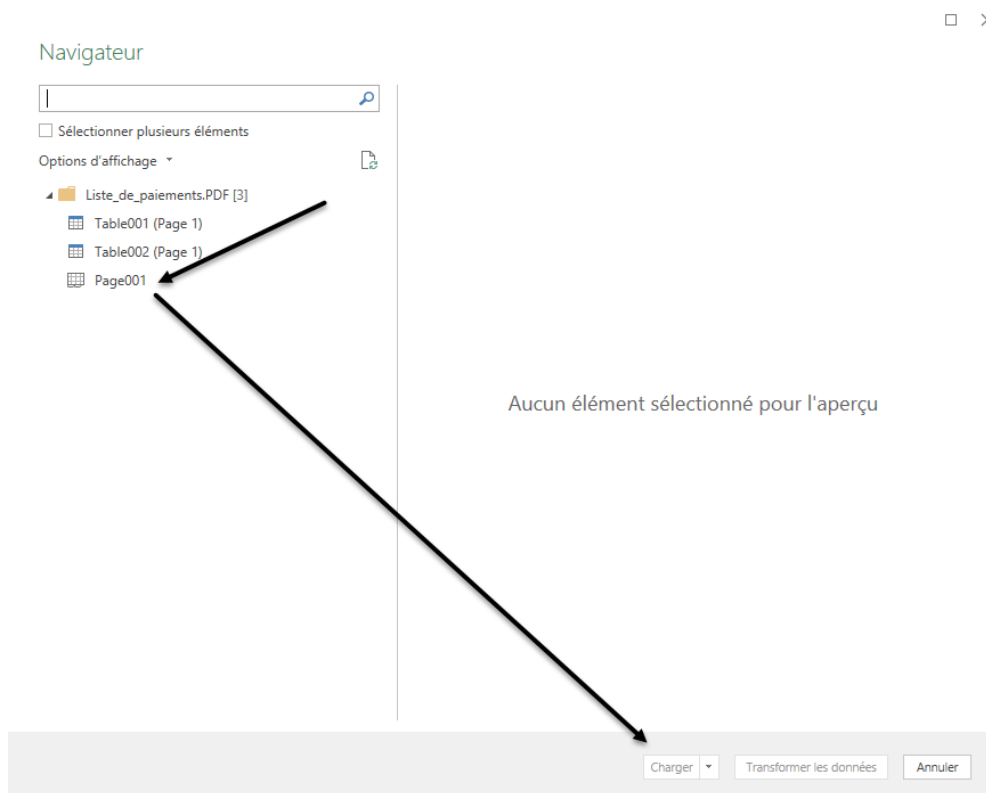 Navigateur
Sélectionner plusieurs éléments
Options d'affichage
Liste_de_paiements.PDF [3]
Table001 (Page 1)
Table002 (Page 1)
Page001
Aucun élément sélectionné pour l'aperçu
Charger
Transformer les données
Annuler